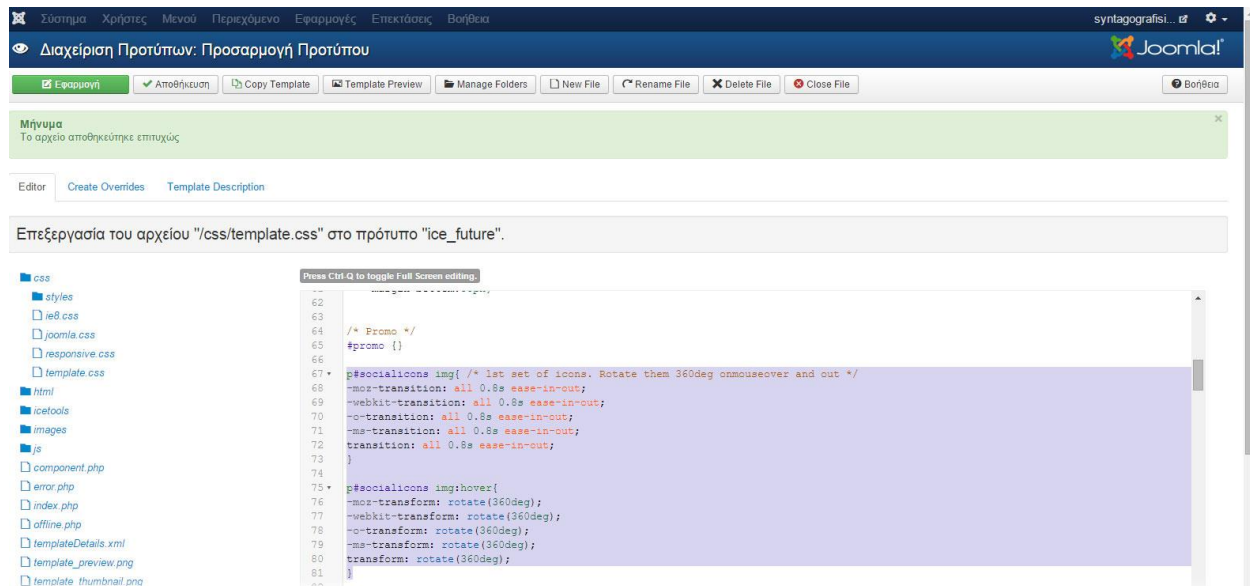 Σύστημα Χρήστες Μενού Περιεχόμενο Εφαρμογές Επεκτάσεις Βοήθεια syntagografisi...
Διαχείριση Προτύπων: Προσαρμογή Προτύπου Joomla!
Εφαρμογή Αποθήκευση Copy Template Template Preview Manage Folders New File Rename File Delete File Close File Βοήθεια
Μήνυμα
Το αρχείο αποθηκεύτηκε επιτυχώς
Editor Create Overrides Template Description
Επεξεργασία του αρχείου "/css/template.css" στο πρότυπο "ice_future".
Press Ctrl-Q to toggle Full Screen editing.
css
styles
ie8.css
joomla.css
responsive.css
template.css
html
icetools
images
js
component.php
error.php
index.php
offline.php
templateDetails.xml
template_preview.png
template_thumbnail.png
62
63
64 /* Promo */
65 #promo {}
66
67 p#socialicons img{ /* 1st set of icons. Rotate them 360deg onmouseover and out */
68 -moz-transition: all 0.8s ease-in-out;
69 -webkit-transition: all 0.8s ease-in-out;
70 -o-transition: all 0.8s ease-in-out;
71 -ms-transition: all 0.8s ease-in-out;
72 transition: all 0.8s ease-in-out;
73 }
74
75 p#socialicons img:hover{
76 -moz-transform: rotate(360deg);
77 -webkit-transform: rotate(360deg);
78 -o-transform: rotate(360deg);
79 -ms-transform: rotate(360deg);
80 transform: rotate(360deg);
81 }